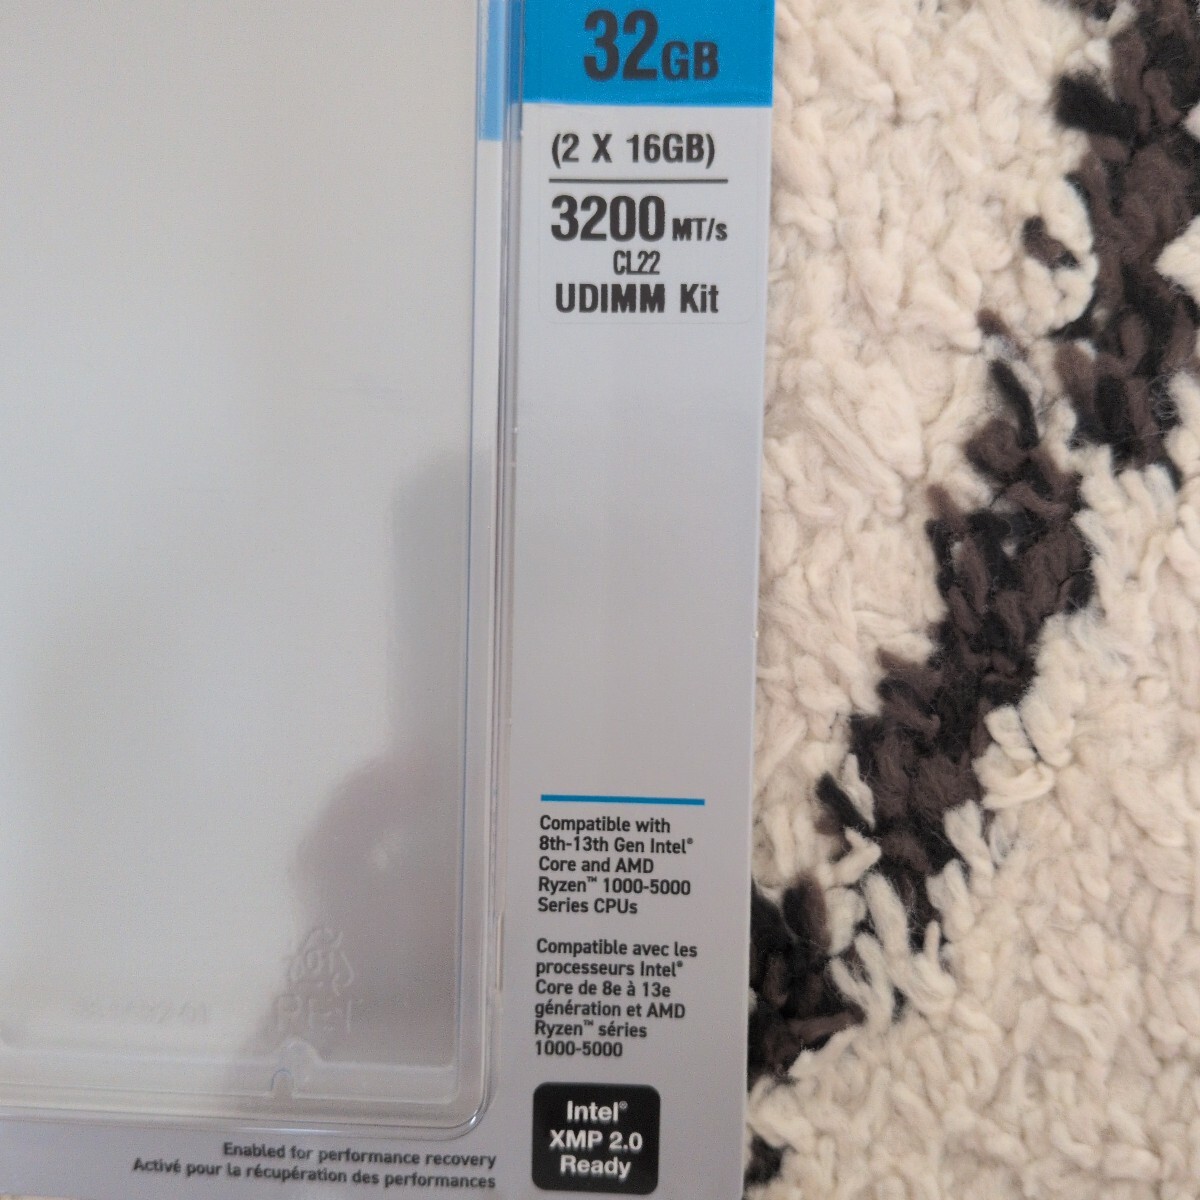 32GB
(2 X 16GB)
3200 MT/s
CL22
UDIMM Kit
Compatible with
8th-13th Gen Intel®
Core and AMD
Ryzen™ 1000-5000
Series CPUs
Compatible avec les
processeurs Intel®
Core de 8e à 13e
génération et AMD
Ryzen™ séries
1000-5000
Intel®
XMP 2.0
Ready
Enabled for performance recovery
Activé pour la récupération des performances